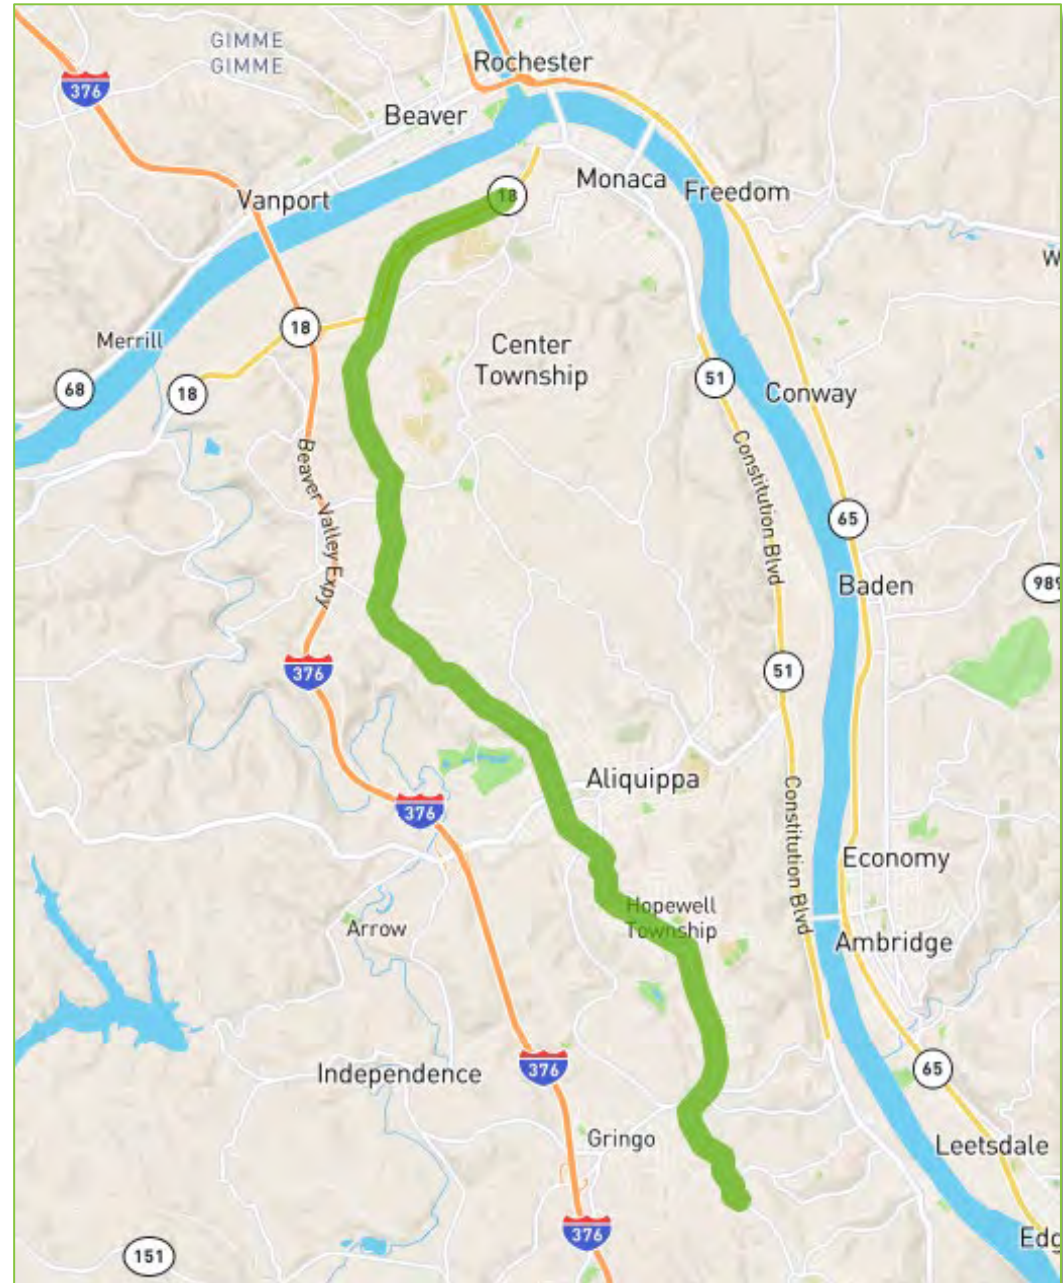 GIMME
GIMME
Rochester
376
Beaver
Monaca
Freedom
18
Vanport
18
Merrill
Center
Township
68
18
51
Conway
Beaver Valley Expy
Constitution Blvd
65
Baden
989
376
51
Aliquippa
376
Constitution Blvd
Economy
Hopewell
Township
Arrow
Ambridge
Independence
376
65
Gringo
Leetsdale
376
151